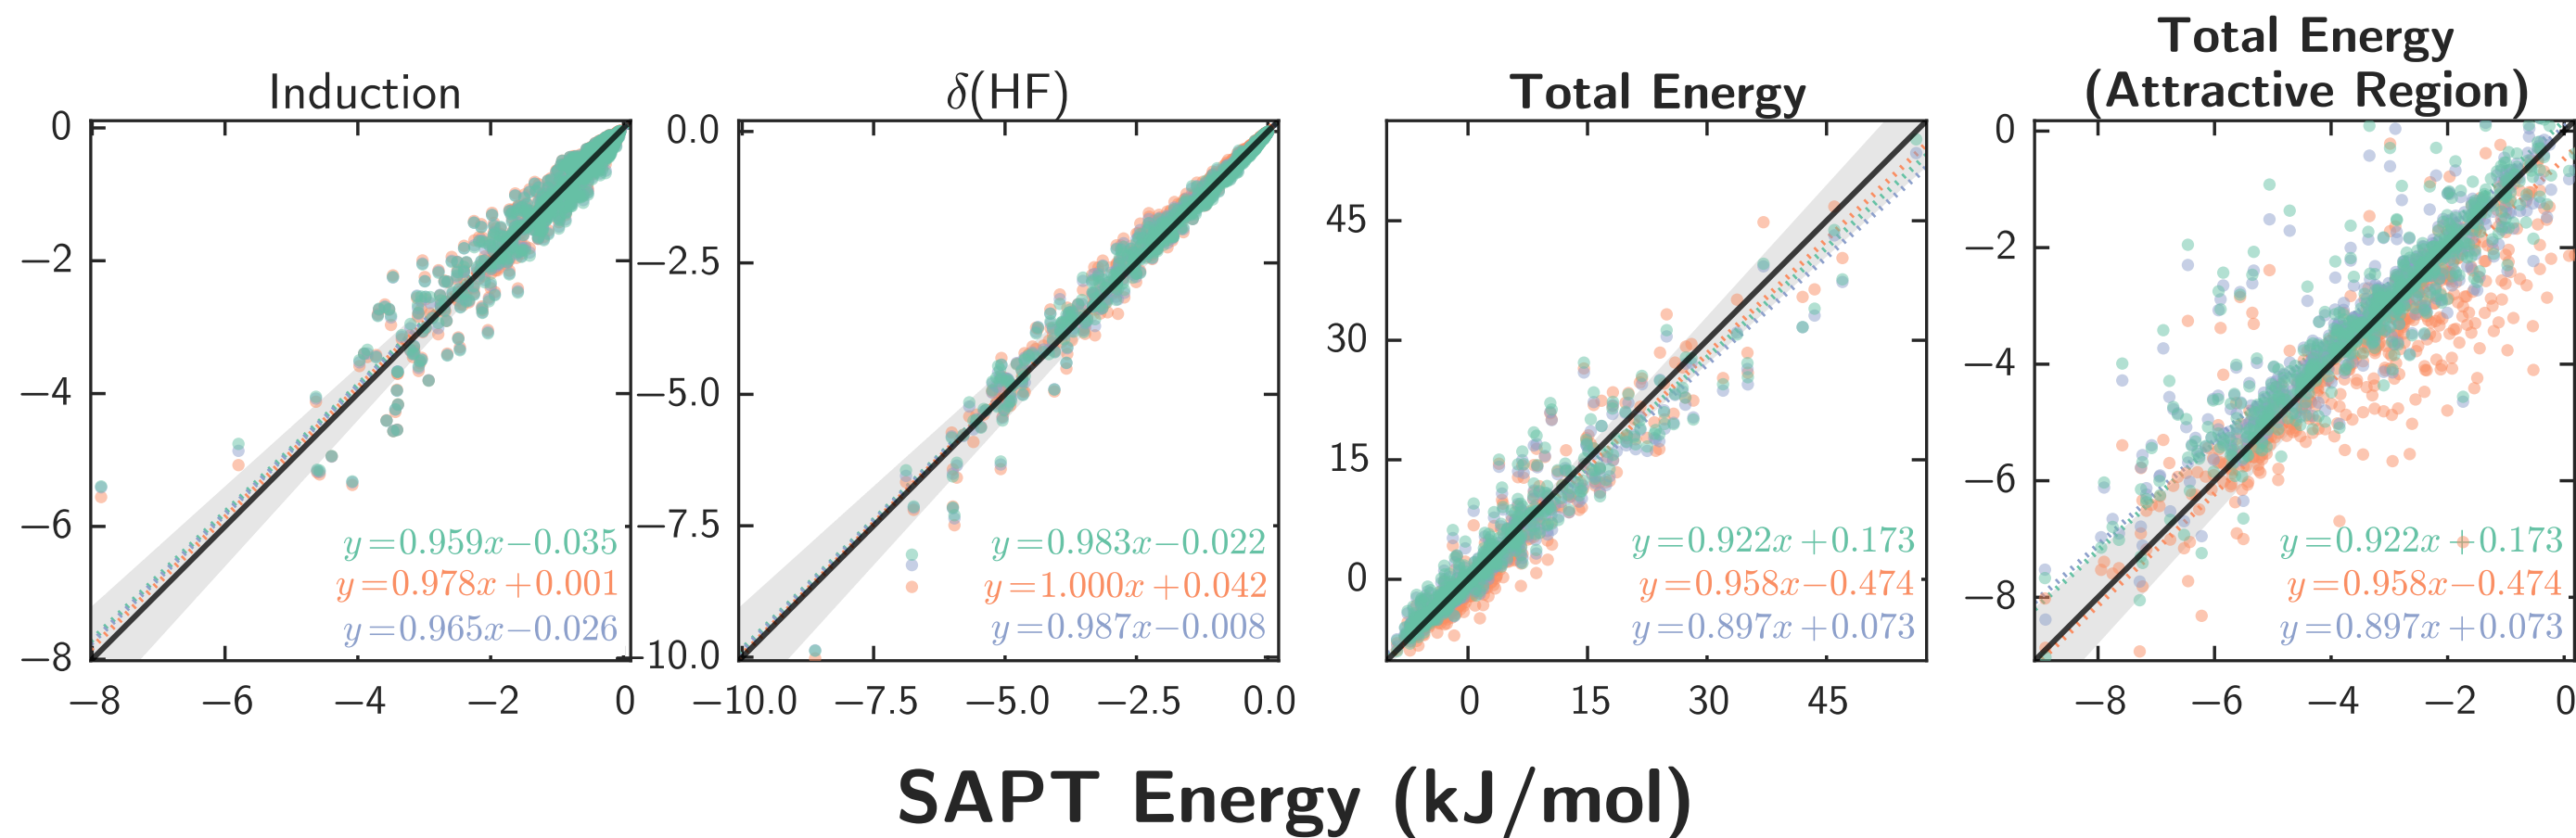 Induction
0
−2
−4
−6
−8
−8 −6 −4 −2 0
y=0.959x−0.035
y=0.978x+0.001
y=0.965x−0.026
δ(HF)
0.0
−2.5
−5.0
−7.5
−10.0
−10.0 −7.5 −5.0 −2.5 0.0
y=0.983x−0.022
y=1.000x+0.042
y=0.987x−0.008
Total Energy
45
30
15
0
0 15 30 45
y=0.922x+0.173
y=0.958x−0.474
y=0.897x+0.073
Total Energy
(Attractive Region)
0
−2
−4
−6
−8
−8 −6 −4 −2 0
y=0.922x+0.173
y=0.958x−0.474
y=0.897x+0.073
SAPT Energy (kJ/mol)